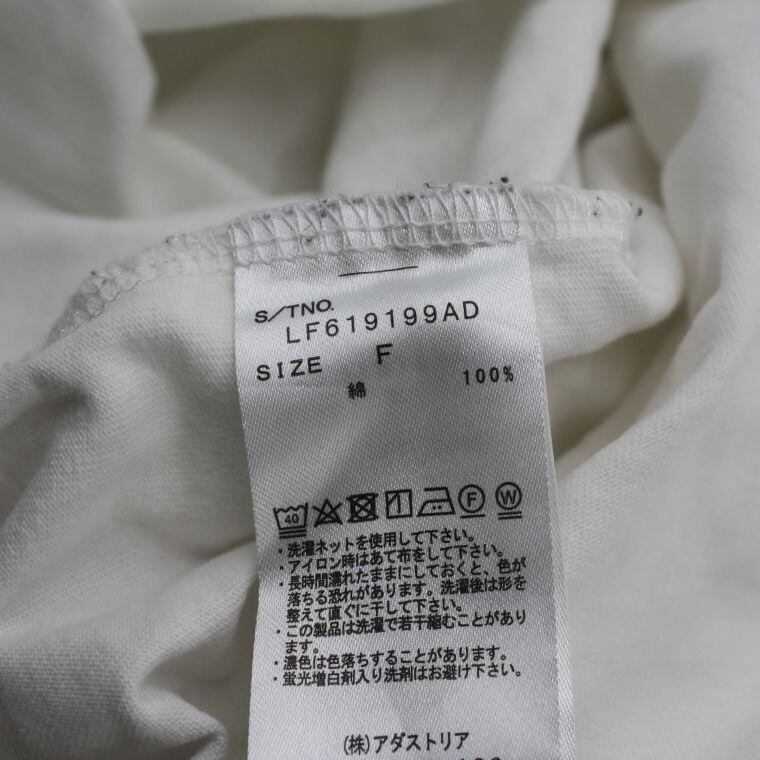 S/TNO.
LF619199AD
SIZE F
綿 100%
40 F W
・洗濯ネットを使用して下さい。
・アイロン時はあて布をして下さい。
・長時間濡れたままにしておくと、色が
落ちる恐れがあります。洗濯後は形を
整えて直ぐに干して下さい。
・この製品は洗濯で若干縮むことがあり
ます。
・濃色は色落ちすることがあります。
・蛍光増白剤入り洗剤はお避け下さい。
(株)アダストリア